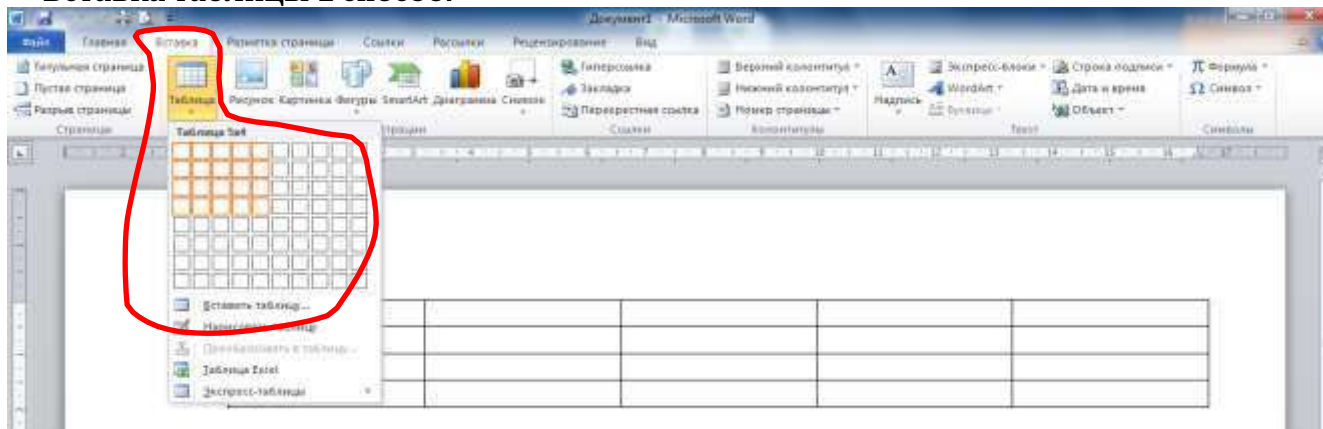 Вставка таблицы 1 способ.
Документ1 - Microsoft Word
Файл Главная Вставка Разметка страницы Ссылки Рассылки Рецензирование Вид
Титульная страница
Пустая страница
Разрыв страницы
Страницы
Таблица Рисунок Картинка Фигуры SmartArt Диаграмма Снимок
Гиперссылка
Закладка
Перекрестная ссылка
Ссылки
Верхний колонтитул
Нижний колонтитул
Номер страницы
Колонтитулы
Надпись
Экспресс-блоки
WordArt
Буквица
Строка подписи
Дата и время
Объект
Текст
Формула
Символ
Символы
Таблица 5x4
Вставить таблицу...
Нарисовать таблицу
Преобразовать в таблицу...
Таблица Excel
Экспресс-таблицы